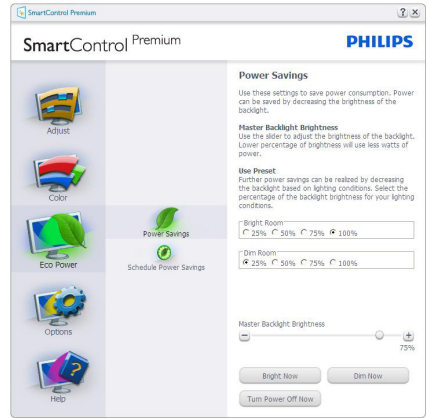 SmartControl Premium
? ×
SmartControl Premium
PHILIPS
Adjust
Color
Eco Power
Options
Help
Power Savings
Schedule Power Savings
Power Savings
Use these settings to save power consumption. Power
can be saved by decreasing the brightness of the
backlight.
Master Backlight Brightness
Use the slider to adjust the brightness of the backlight.
Lower percentage of brightness will use less watts of
power.
Use Preset
Further power savings can be realized by decreasing
the backlight based on lighting conditions. Select the
percentage of the backlight brightness for your lighting
conditions.
Bright Room
25% 50% 75% 100%
Dim Room
25% 50% 75% 100%
Master Backlight Brightness
75%
Bright Now Dim Now
Turn Power Off Now